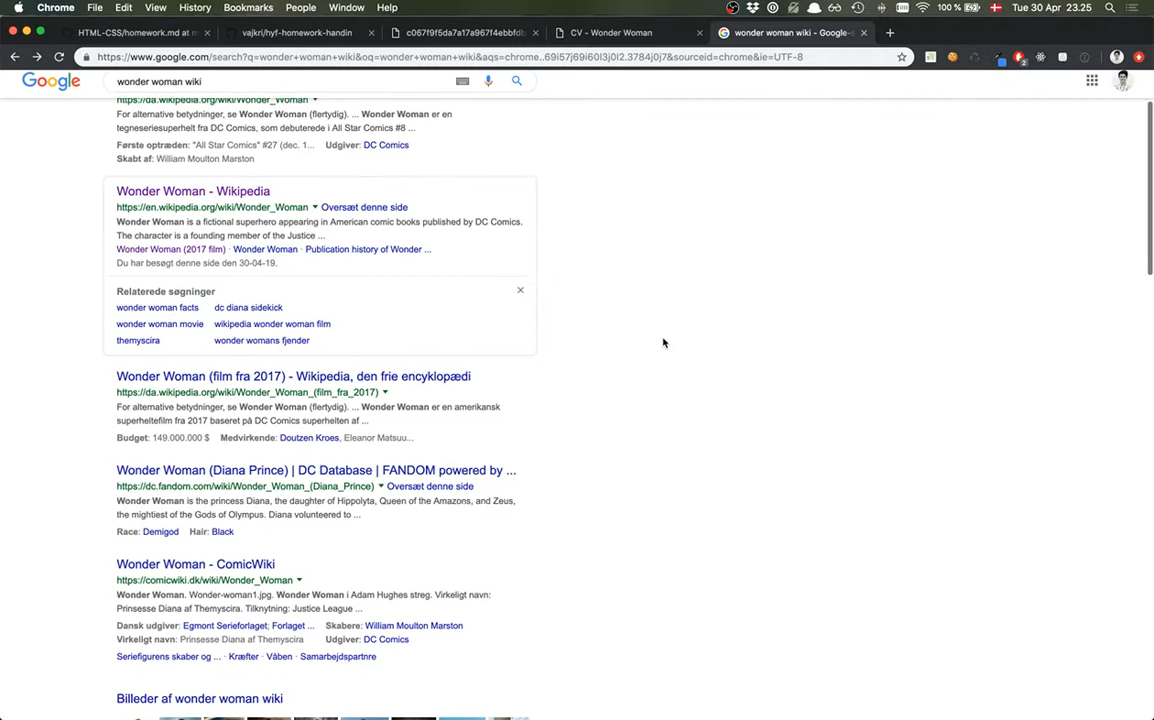 Chrome File Edit View History Bookmarks People Window Help 100 % Tue 30 Apr 23.25
HTML-CSS/homework.md at m
vajkri/hyf-homework-handin
c067f9f5da7a17a967f4ebbfdb
CV - Wonder Woman
wonder woman wiki - Google-s
https://www.google.com/search?q=wonder+woman+wiki&oq=wonder+woman+wiki&aqs=chrome..69i57j69i60l3j0l2.3784j0j7&sourceid=chrome&ie=UTF-8
Google wonder woman wiki
https://da.wikipedia.org/wiki/Wonder_Woman
For alternative betydninger, se Wonder Woman (flertydig). ... Wonder Woman er en
tegneseriesuperhelt fra DC Comics, som debuterede i All Star Comics #8 ...
Første optræden: "All Star Comics" #27 (dec. 1... Udgiver: DC Comics
Skabt af: William Moulton Marston
Wonder Woman - Wikipedia
https://en.wikipedia.org/wiki/Wonder_Woman Oversæt denne side
Wonder Woman is a fictional superhero appearing in American comic books published by DC Comics.
The character is a founding member of the Justice ...
Wonder Woman (2017 film) · Wonder Woman · Publication history of Wonder ...
Du har besøgt denne side den 30-04-19.
Relaterede søgninger
wonder woman facts dc diana sidekick
wonder woman movie wikipedia wonder woman film
themyscira wonder womans fjender
Wonder Woman (film fra 2017) - Wikipedia, den frie encyklopædi
https://da.wikipedia.org/wiki/Wonder_Woman_(film_fra_2017)
For alternative betydninger, se Wonder Woman (flertydig). ... Wonder Woman er en amerikansk
superheltefilm fra 2017 baseret på DC Comics superhelten af ...
Budget: 149.000.000 $ Medvirkende: Doutzen Kroes, Eleanor Matsuu...
Wonder Woman (Diana Prince) | DC Database | FANDOM powered by ...
https://dc.fandom.com/wiki/Wonder_Woman_(Diana_Prince) Oversæt denne side
Wonder Woman is the princess Diana, the daughter of Hippolyta, Queen of the Amazons, and Zeus,
the mightiest of the Gods of Olympus. Diana volunteered to ...
Race: Demigod Hair: Black
Wonder Woman - ComicWiki
https://comicwiki.dk/wiki/Wonder_Woman
Wonder Woman. Wonder-woman1.jpg. Wonder Woman i Adam Hughes streg. Virkeligt navn:
Prinsesse Diana af Themyscira. Tilknytning: Justice League ...
Dansk udgiver: Egmont Serieforlaget; Forlaget ... Skabere: William Moulton Marston
Virkeligt navn: Prinsesse Diana af Themyscira Udgiver: DC Comics
Seriefigurens skaber og ... · Kræfter · Våben · Samarbejdspartnre
Billeder af wonder woman wiki